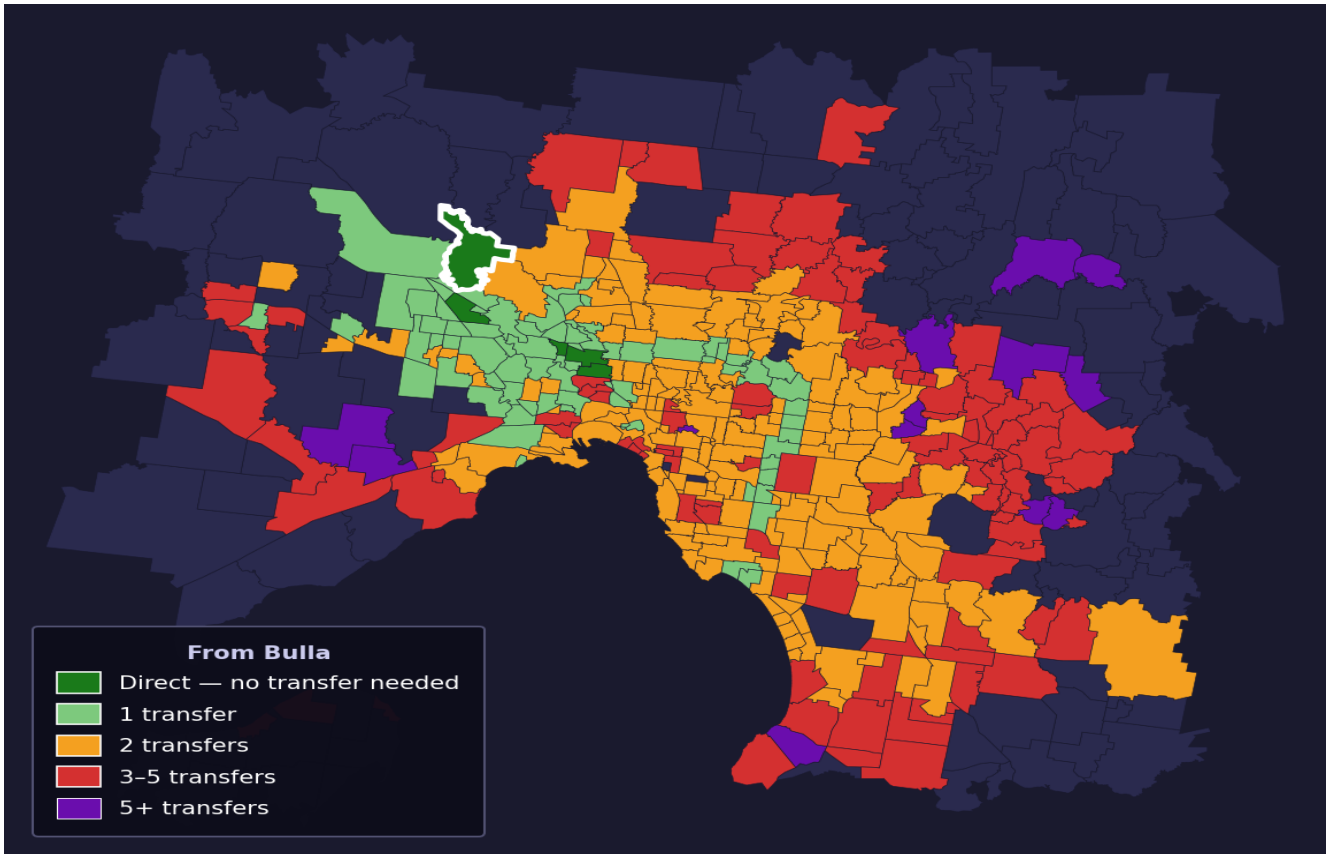 From Bulla
Direct — no transfer needed
1 transfer
2 transfers
3–5 transfers
5+ transfers